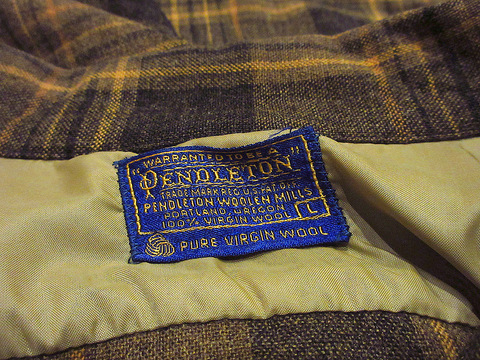 "WARRANTED TO BE A
PENDLETON"
TRADE MARK REG. U.S. PAT. OFF.
PENDLETON WOOLEN MILLS
PORTLAND, OREGON
100% VIRGIN WOOL L
PURE VIRGIN WOOL